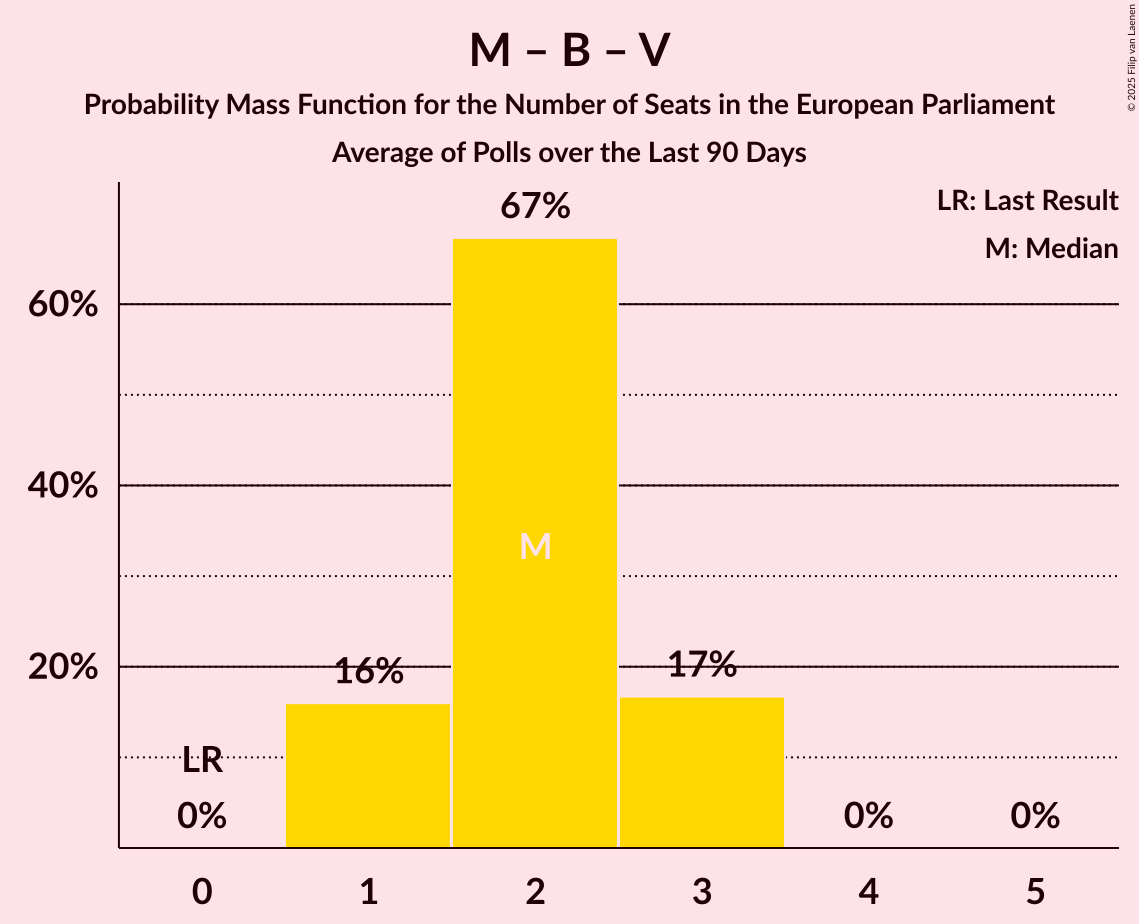 M – B – V
Probability Mass Function for the Number of Seats in the European Parliament
Average of Polls over the Last 90 Days
© 2025 Filip van Laenen
LR: Last Result
M: Median
67%
60%
40%
M
20%
16%
17%
LR
0%
0%
0%
0
1
2
3
4
5